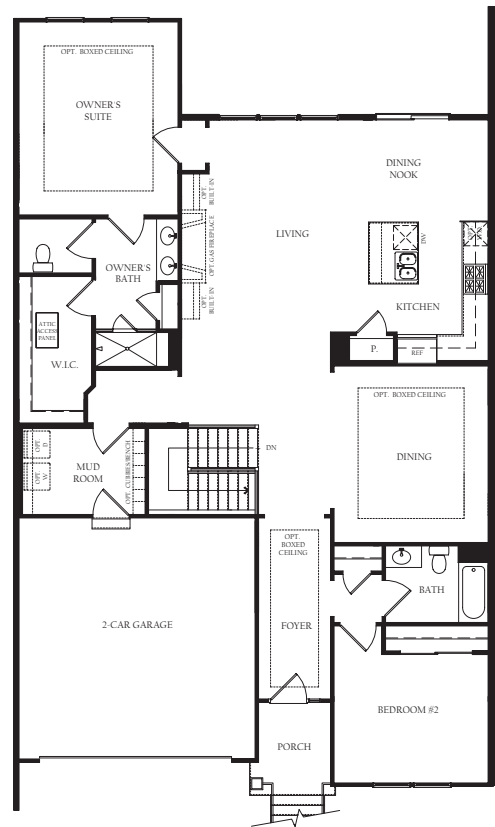 OPT. BOXED CEILING
OWNER'S
SUITE
DINING
NOOK
OPT.
BUILT-IN
LIVING
OPT. GAS FIREPLACE
DW
OWNER'S
BATH
OPT.
BUILT-IN
KITCHEN
ATTIC
ACCESS
PANEL
P.
REF
W.I.C.
OPT. BOXED CEILING
DINING
OPT.
D
OPT.
W
MUD
ROOM
OPT. CUBBIES/BENCH
DN
OPT.
BOXED
CEILING
BATH
2-CAR GARAGE
FOYER
BEDROOM #2
PORCH